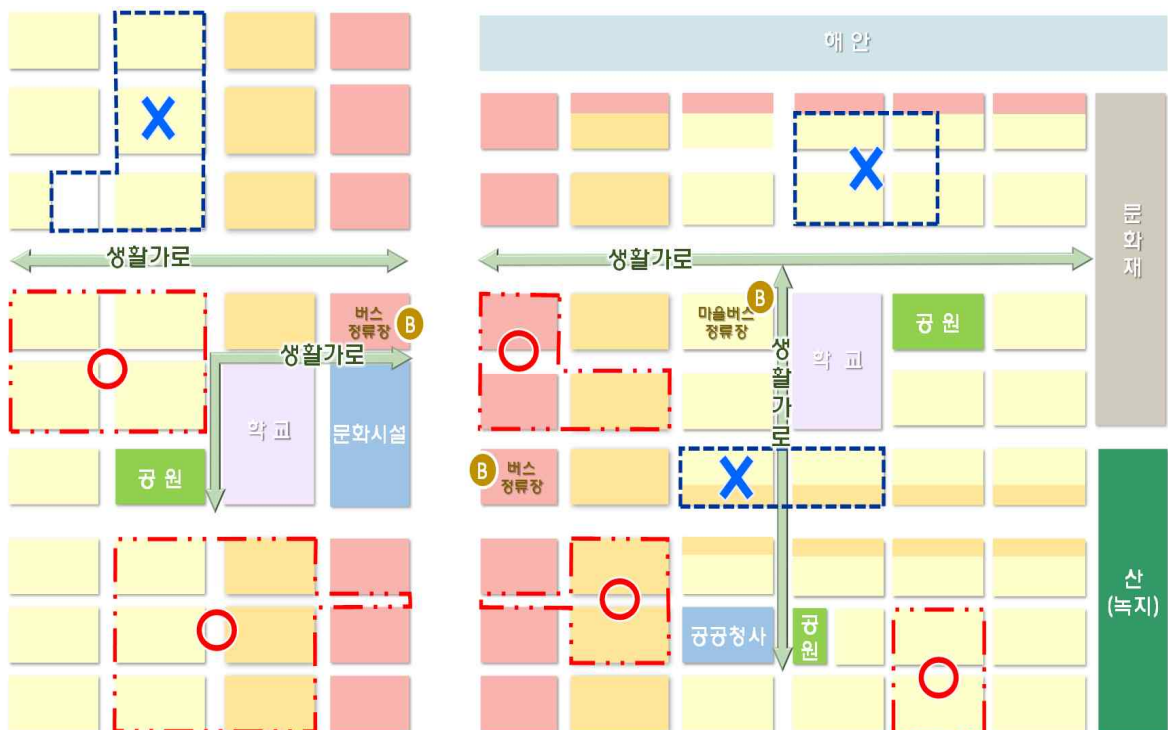 해 안
문
화
재
생활가로
생활가로
버스
정류장
B
생활가로
마을버스
정류장
B
학 교
공 원
생
활
가
로
학 교
문화시설
공 원
B
버스
정류장
산
(녹지)
공공청사
공
원